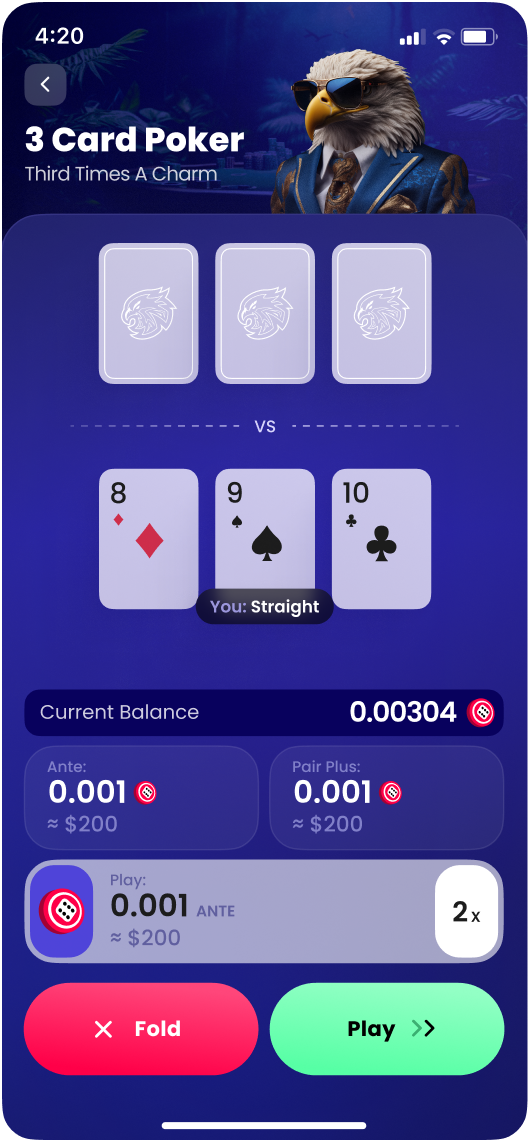 4:20
3 Card Poker
Third Times A Charm
VS
8
9
10
You: Straight
Current Balance 0.00304
Ante:
0.001
≈ $200
Pair Plus:
0.001
≈ $200
Play:
0.001 ANTE
≈ $200
2x
Fold
Play